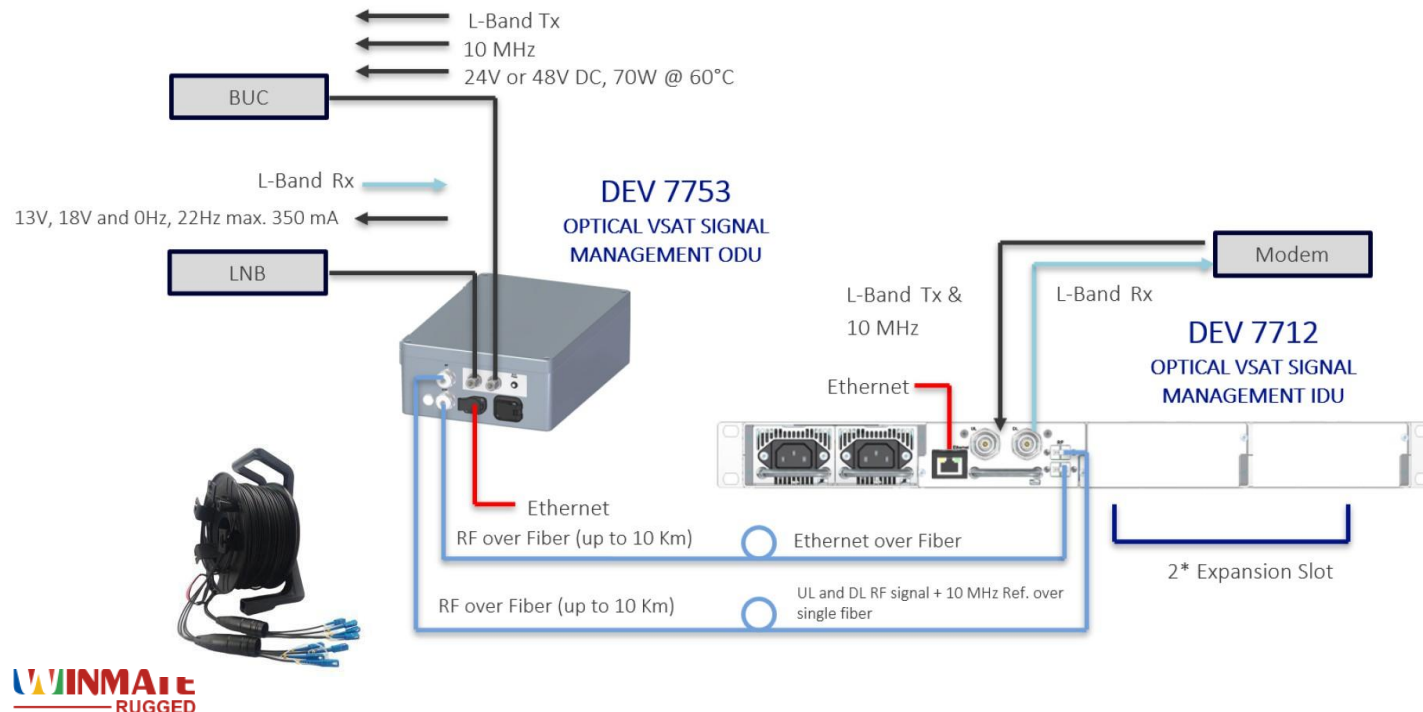 L-Band Tx
10 MHz
24V or 48V DC, 70W @ 60°C
BUC
L-Band Rx
13V, 18V and 0Hz, 22Hz max. 350 mA
LNB
DEV 7753
OPTICAL VSAT SIGNAL
MANAGEMENT ODU
Modem
L-Band Tx &
10 MHz
L-Band Rx
DEV 7712
OPTICAL VSAT SIGNAL
MANAGEMENT IDU
Ethernet
UL
DL
Ethernet
RF over Fiber (up to 10 Km)
Ethernet over Fiber
2* Expansion Slot
RF over Fiber (up to 10 Km)
UL and DL RF signal + 10 MHz Ref. over
single fiber
WINMATE
RUGGED